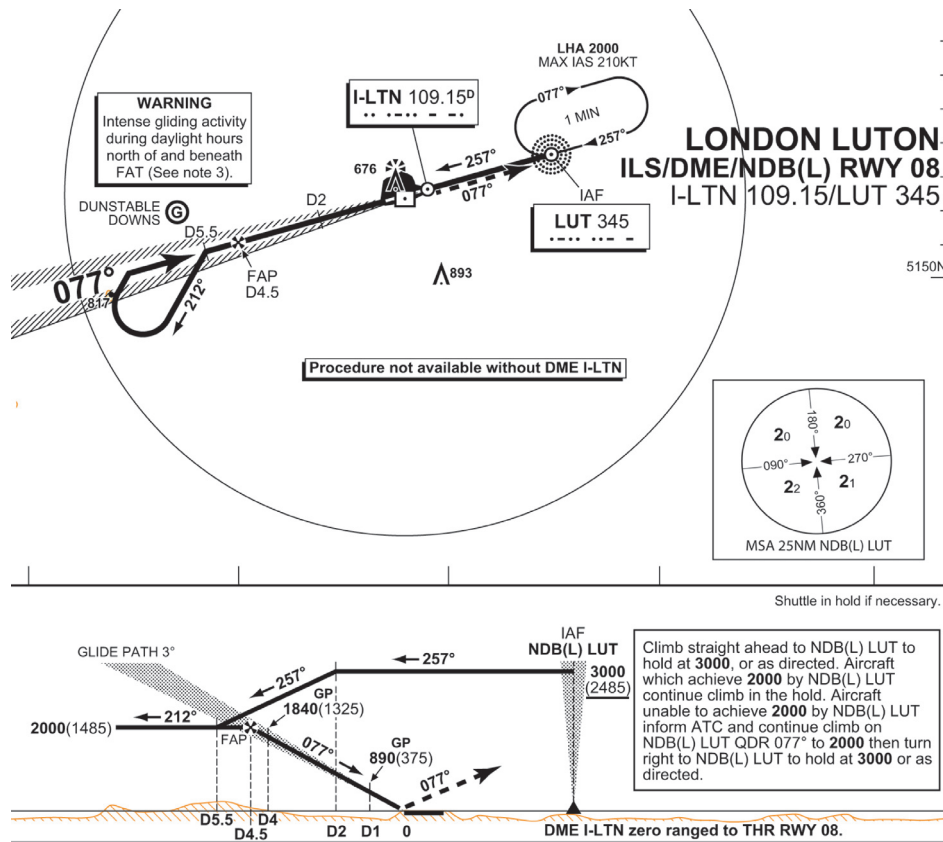 LHA 2000
MAX IAS 210KT
077°
1 MIN
257°
WARNING
Intense gliding activity
during daylight hours
north of and beneath
FAT (See note 3).
I-LTN 109.15ᴰ
LONDON LUTON
ILS/DME/NDB(L) RWY 08
I-LTN 109.15/LUT 345
676
257°
077°
IAF
LUT 345
DUNSTABLE
DOWNS
G
D2
D5.5
FAP
D4.5
077°
817
212°
893
5150N
Procedure not available without DME I-LTN
180°
20
20
090°
270°
22
21
360°
MSA 25NM NDB(L) LUT
Shuttle in hold if necessary.
GLIDE PATH 3°
IAF
NDB(L) LUT
257°
257°
3000
(2485)
GP
1840(1325)
212°
2000(1485)
FAP
077°
GP
890(375)
077°
Climb straight ahead to NDB(L) LUT to
hold at 3000, or as directed. Aircraft
which achieve 2000 by NDB(L) LUT
continue climb in the hold. Aircraft
unable to achieve 2000 by NDB(L) LUT
inform ATC and continue climb on
NDB(L) LUT QDR 077° to 2000 then turn
right to NDB(L) LUT to hold at 3000 or as
directed.
D5.5
D4
D4.5
D2
D1
0
DME I-LTN zero ranged to THR RWY 08.